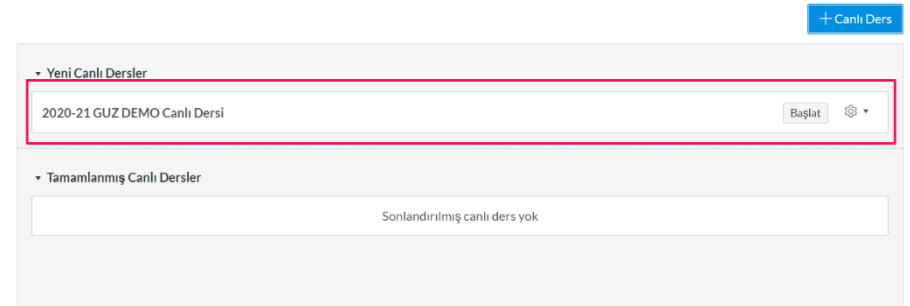 + Canlı Ders
Yeni Canlı Dersler
2020-21 GUZ DEMO Canlı Dersi
Başlat
Tamamlanmış Canlı Dersler
Sonlandırılmış canlı ders yok